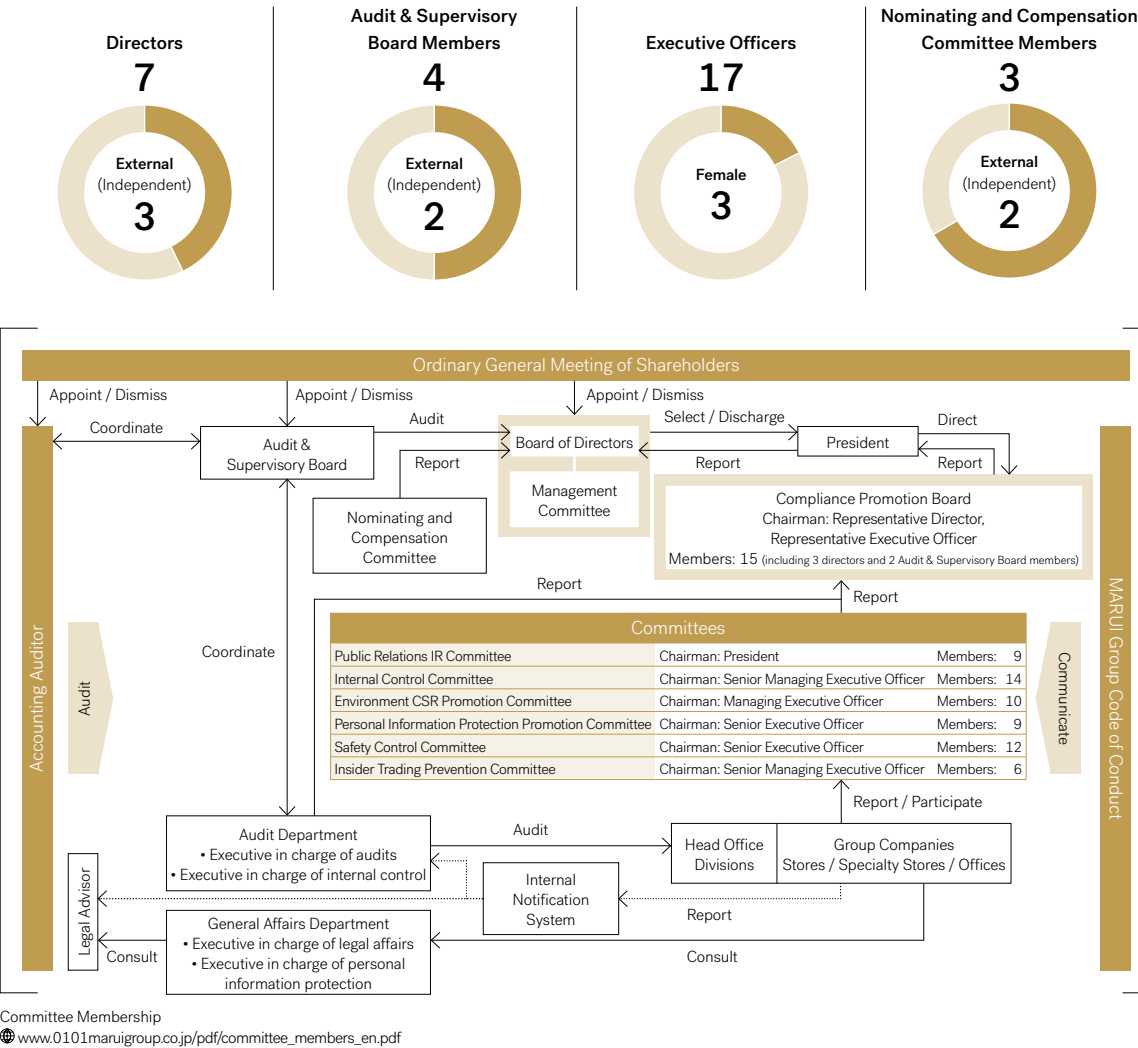 Directors
7
External
(Independent)
3
Audit & Supervisory
Board Members
4
External
(Independent)
2
Executive Officers
17
Female
3
Nominating and Compensation
Committee Members
3
External
(Independent)
2
Ordinary General Meeting of Shareholders
Appoint / Dismiss
Appoint / Dismiss
Appoint / Dismiss
Coordinate
Audit &
Supervisory Board
Audit
Report
Board of Directors
Management
Committee
Select / Discharge
Report
President
Direct
Report
Nominating and
Compensation
Committee
Compliance Promotion Board
Chairman: Representative Director,
Representative Executive Officer
Members: 15 (including 3 directors and 2 Audit & Supervisory Board members)
Report
Report
Accounting Auditor
Audit
Coordinate
Committees
Public Relations IR Committee Chairman: President Members: 9
Internal Control Committee Chairman: Senior Managing Executive Officer Members: 14
Environment CSR Promotion Committee Chairman: Managing Executive Officer Members: 10
Personal Information Protection Promotion Committee Chairman: Senior Executive Officer Members: 9
Safety Control Committee Chairman: Senior Executive Officer Members: 12
Insider Trading Prevention Committee Chairman: Senior Managing Executive Officer Members: 6
Communicate
MARUI Group Code of Conduct
Report / Participate
Audit Department
• Executive in charge of audits
• Executive in charge of internal control
Audit
Head Office
Divisions
Group Companies
Stores / Specialty Stores / Offices
Legal Advisor
Internal
Notification
System
Report
General Affairs Department
• Executive in charge of legal affairs
• Executive in charge of personal
information protection
Consult
Consult
Committee Membership
www.0101maruigroup.co.jp/pdf/committee_members_en.pdf